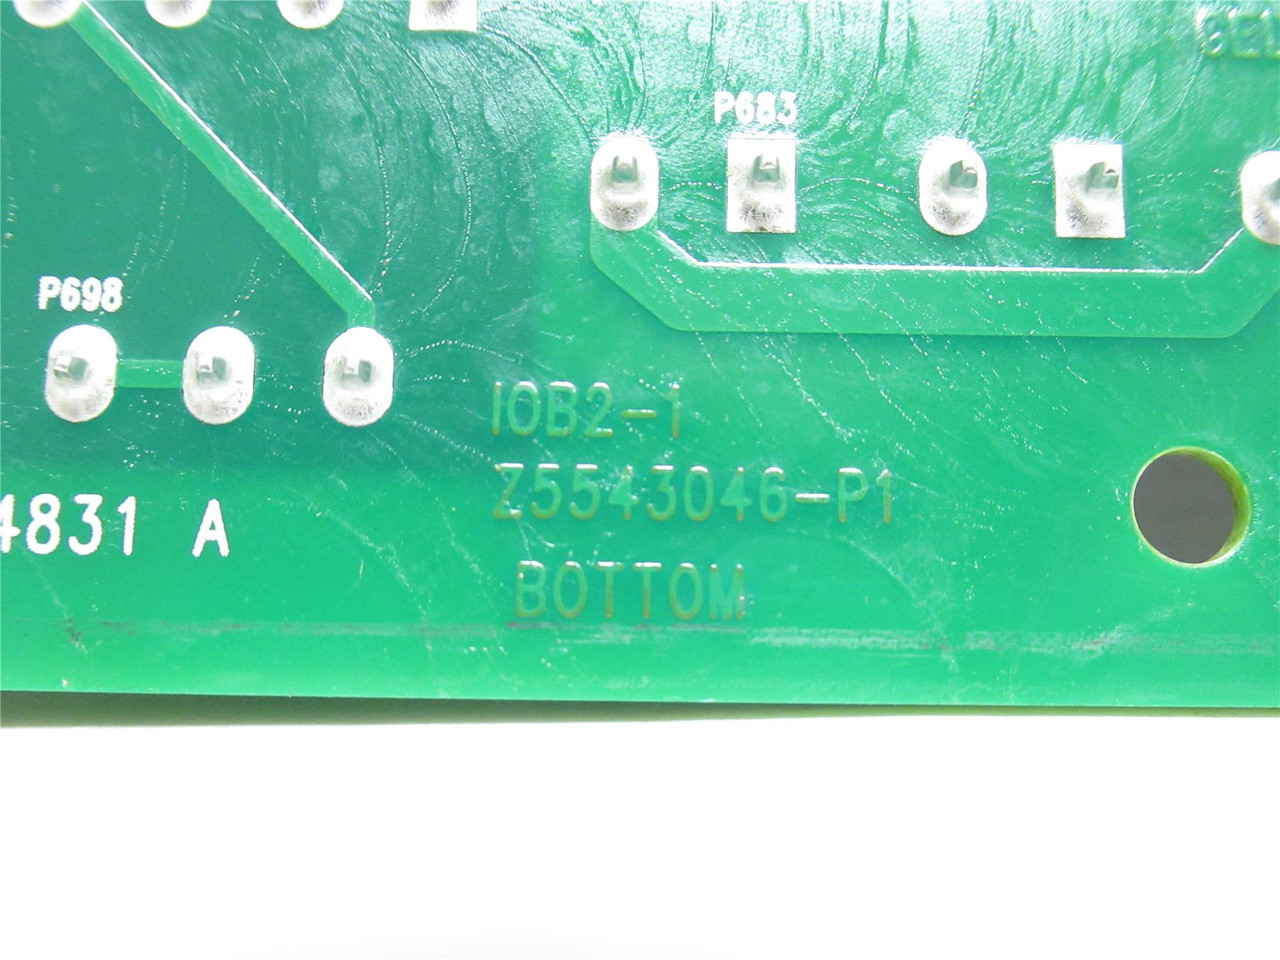 P683
P698
IOB2-1
Z5543046-P1
4831 A
BOTTOM